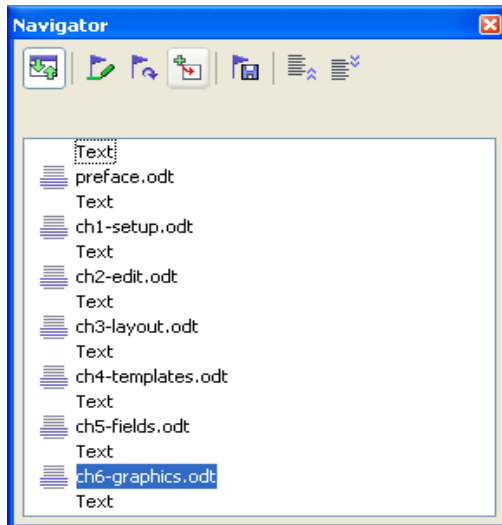 Navigator
Text
preface.odt
Text
ch1-setup.odt
Text
ch2-edit.odt
Text
ch3-layout.odt
Text
ch4-templates.odt
Text
ch5-fields.odt
Text
ch6-graphics.odt
Text